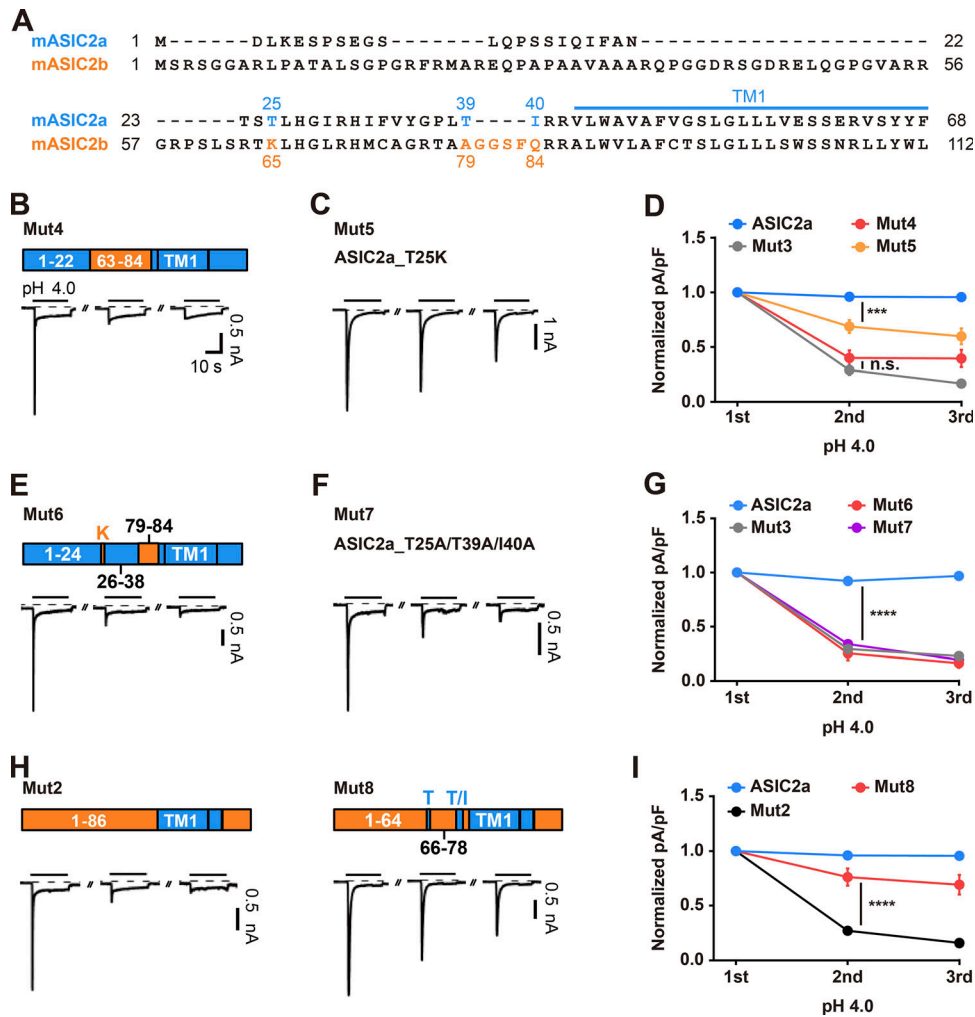 A
mASIC2a 1 M------DLKESPSEGS-------LQPSSIQIFAN------------------- 22
mASIC2b 1 MSRSGGARLPATALSGPGRFRMAREQPAPAAVAAARQPGGDRSGDRELQGPGVARR 56
25 39 40 TM1
mASIC2a 23 --------TSTLHGIRHIFVYGPLT----IRRVLWAVAFVGSLGLLLVESSERVSYYF 68
mASIC2b 57 GRPSLSRTKLHGLRHMCAGRTAAGGSFQRRALWVLAFCTSLGLLLSWSSNRLLYWL 112
65 79 84
B
Mut4
1-22 63-84 TM1
pH 4.0
0.5 nA
10 s
C
Mut5
ASIC2a_T25K
1 nA
D
ASIC2a Mut4
Mut3 Mut5
Normalized pA/pF
1.5
1.0
0.5
0.0
***
n.s.
1st 2nd 3rd
pH 4.0
E
Mut6
K 79-84
1-24 TM1
26-38
0.5 nA
F
Mut7
ASIC2a_T25A/T39A/I40A
0.5 nA
G
ASIC2a Mut6
Mut3 Mut7
Normalized pA/pF
1.5
1.0
0.5
0.0
****
1st 2nd 3rd
pH 4.0
H
Mut2
1-86 TM1
0.5 nA
Mut8
T T/I
1-64 TM1
66-78
0.5 nA
I
ASIC2a Mut8
Mut2
Normalized pA/pF
1.5
1.0
0.5
0.0
****
1st 2nd 3rd
pH 4.0